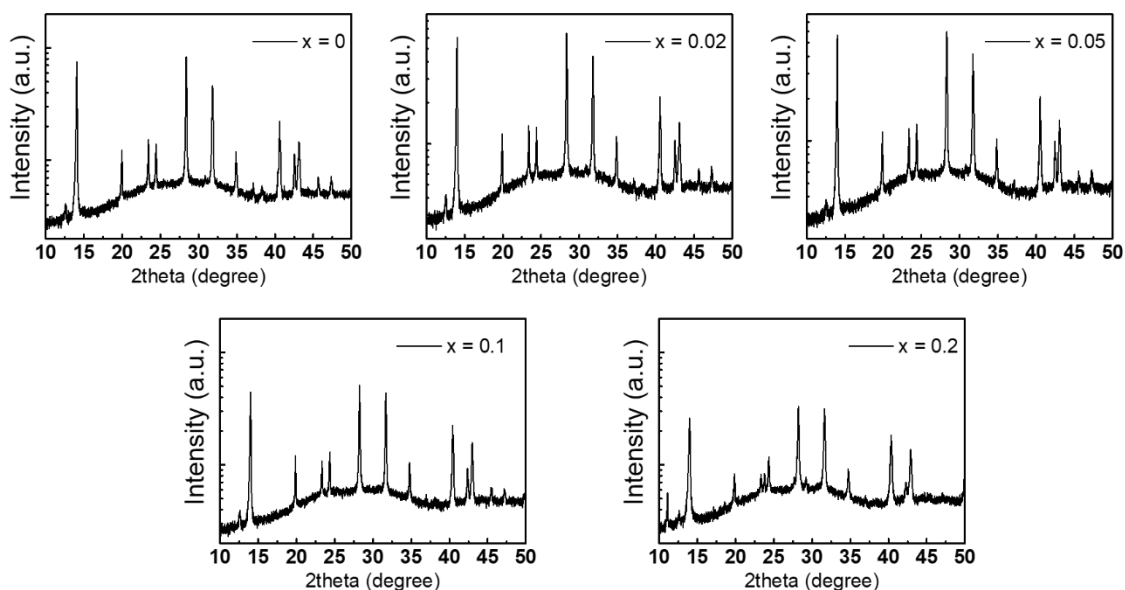 Intensity (a.u.)
x = 0
10 15 20 25 30 35 40 45 50
2theta (degree)
Intensity (a.u.)
x = 0.02
10 15 20 25 30 35 40 45 50
2theta (degree)
Intensity (a.u.)
x = 0.05
10 15 20 25 30 35 40 45 50
2theta (degree)
Intensity (a.u.)
x = 0.1
10 15 20 25 30 35 40 45 50
2theta (degree)
Intensity (a.u.)
x = 0.2
10 15 20 25 30 35 40 45 50
2theta (degree)